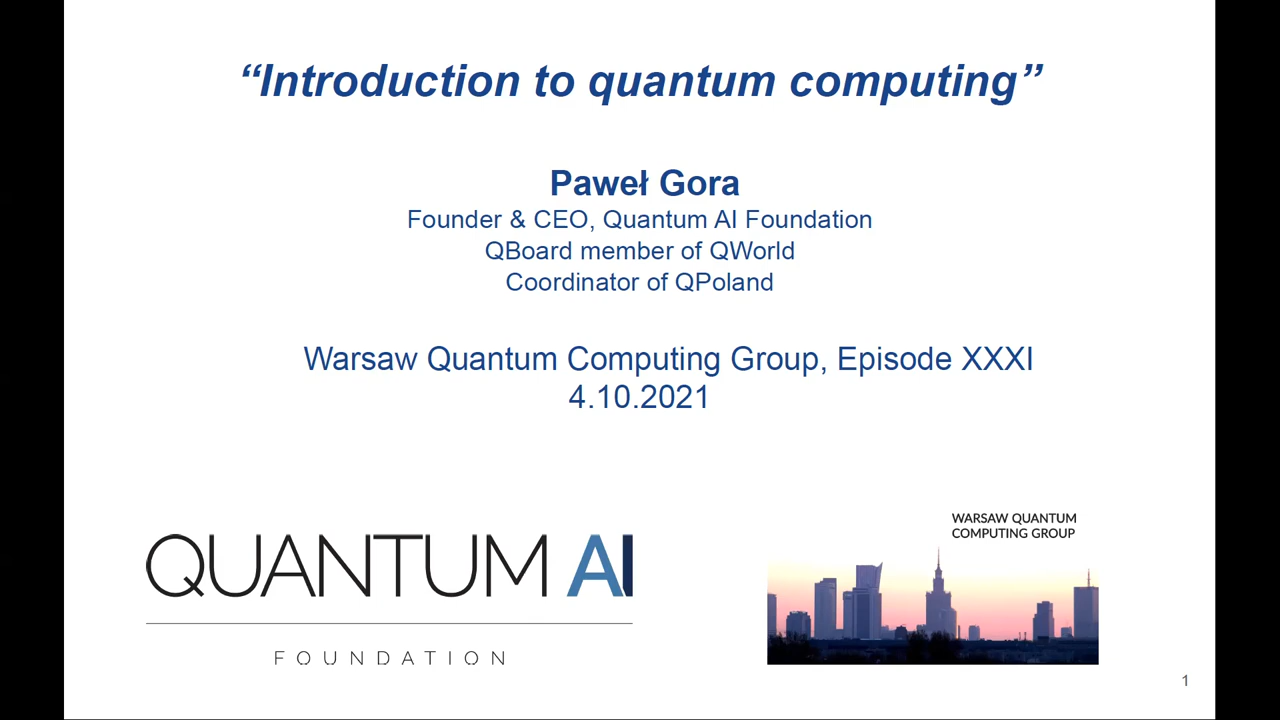 “Introduction to quantum computing”
Paweł Gora
Founder & CEO, Quantum AI Foundation
QBoard member of QWorld
Coordinator of QPoland
Warsaw Quantum Computing Group, Episode XXXI
4.10.2021
WARSAW QUANTUM
COMPUTING GROUP
QUANTUM AI
FOUNDATION
1